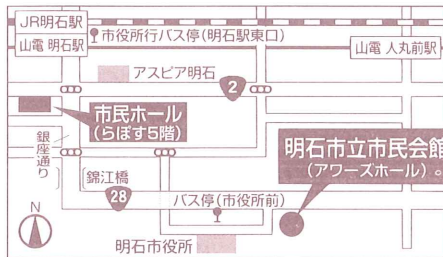 JR明石駅
市役所行バス停(明石駅東口)
山電 明石駅
山電 人丸前駅
アスピア明石
2
市民ホール
(らぽす5階)
銀座通り
明石市立市民会館
(アワーズホール)。
錦江橋
28
バス停(市役所前)
N
明石市役所